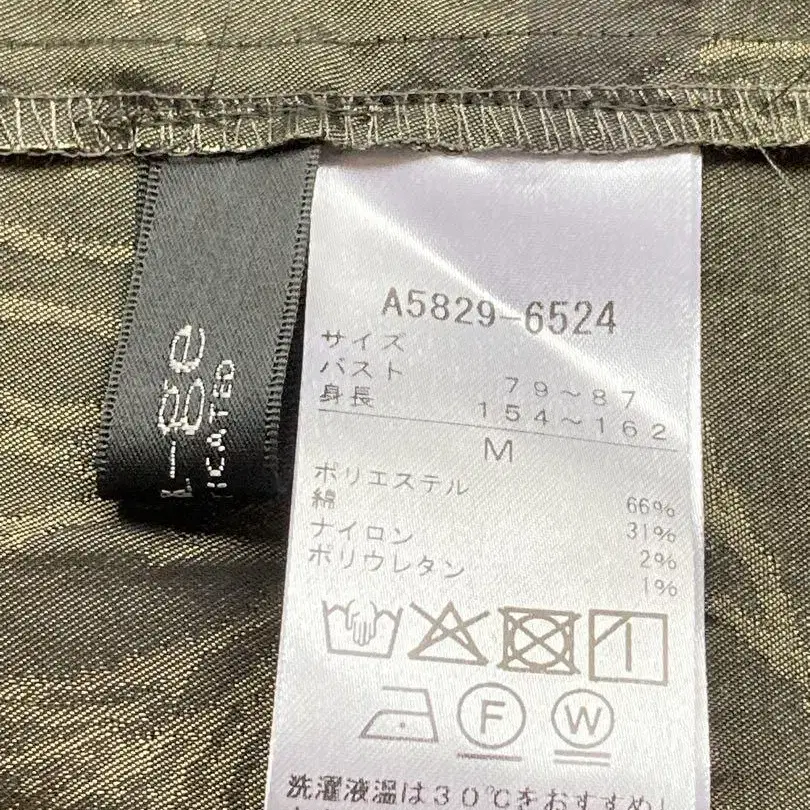 A5829-6524
サイズ
バスト 79～87
身長 154～162
M
ポリエステル 66%
綿 31%
ナイロン 2%
ポリウレタン 1%
F W
洗濯液温は30℃をおすすめし